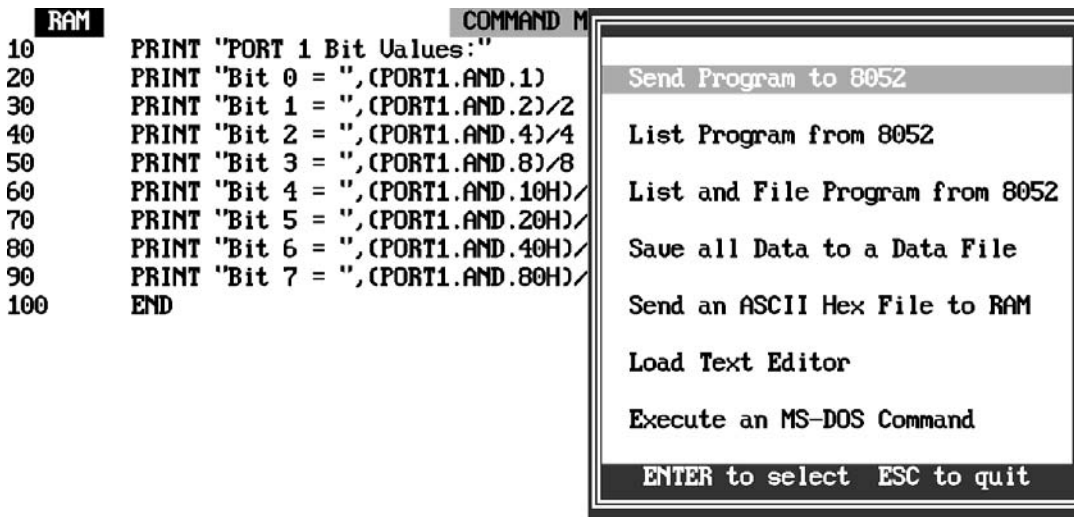 RAM COMMAND M
10 PRINT "PORT 1 Bit Values:"
20 PRINT "Bit 0 = ",(PORT1.AND.1)
30 PRINT "Bit 1 = ",(PORT1.AND.2)/2
40 PRINT "Bit 2 = ",(PORT1.AND.4)/4
50 PRINT "Bit 3 = ",(PORT1.AND.8)/8
60 PRINT "Bit 4 = ",(PORT1.AND.10H)/
70 PRINT "Bit 5 = ",(PORT1.AND.20H)/
80 PRINT "Bit 6 = ",(PORT1.AND.40H)/
90 PRINT "Bit 7 = ",(PORT1.AND.80H)/
100 END
Send Program to 8052
List Program from 8052
List and File Program from 8052
Save all Data to a Data File
Send an ASCII Hex File to RAM
Load Text Editor
Execute an MS-DOS Command
ENTER to select ESC to quit